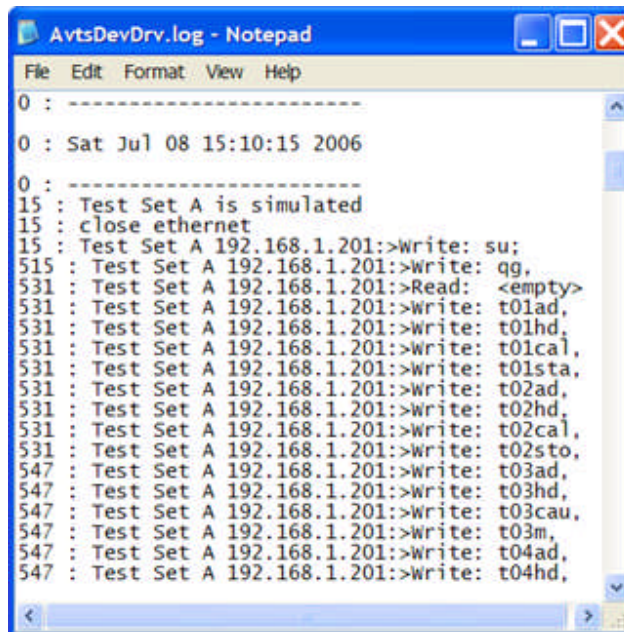 AvtsDevDrv.log - Notepad
File Edit Format View Help
0 : ------------------------
0 : Sat Jul 08 15:10:15 2006
0 : ------------------------
15 : Test Set A is simulated
15 : close ethernet
15 : Test Set A 192.168.1.201:>Write: su;
515 : Test Set A 192.168.1.201:>Write: qg,
531 : Test Set A 192.168.1.201:>Read: <empty>
531 : Test Set A 192.168.1.201:>Write: t01ad,
531 : Test Set A 192.168.1.201:>Write: t01hd,
531 : Test Set A 192.168.1.201:>Write: t01cal,
531 : Test Set A 192.168.1.201:>Write: t01sta,
531 : Test Set A 192.168.1.201:>Write: t02ad,
531 : Test Set A 192.168.1.201:>Write: t02hd,
531 : Test Set A 192.168.1.201:>Write: t02cal,
531 : Test Set A 192.168.1.201:>Write: t02sto,
547 : Test Set A 192.168.1.201:>Write: t03ad,
547 : Test Set A 192.168.1.201:>Write: t03hd,
547 : Test Set A 192.168.1.201:>Write: t03cau,
547 : Test Set A 192.168.1.201:>Write: t03m,
547 : Test Set A 192.168.1.201:>Write: t04ad,
547 : Test Set A 192.168.1.201:>Write: t04hd,